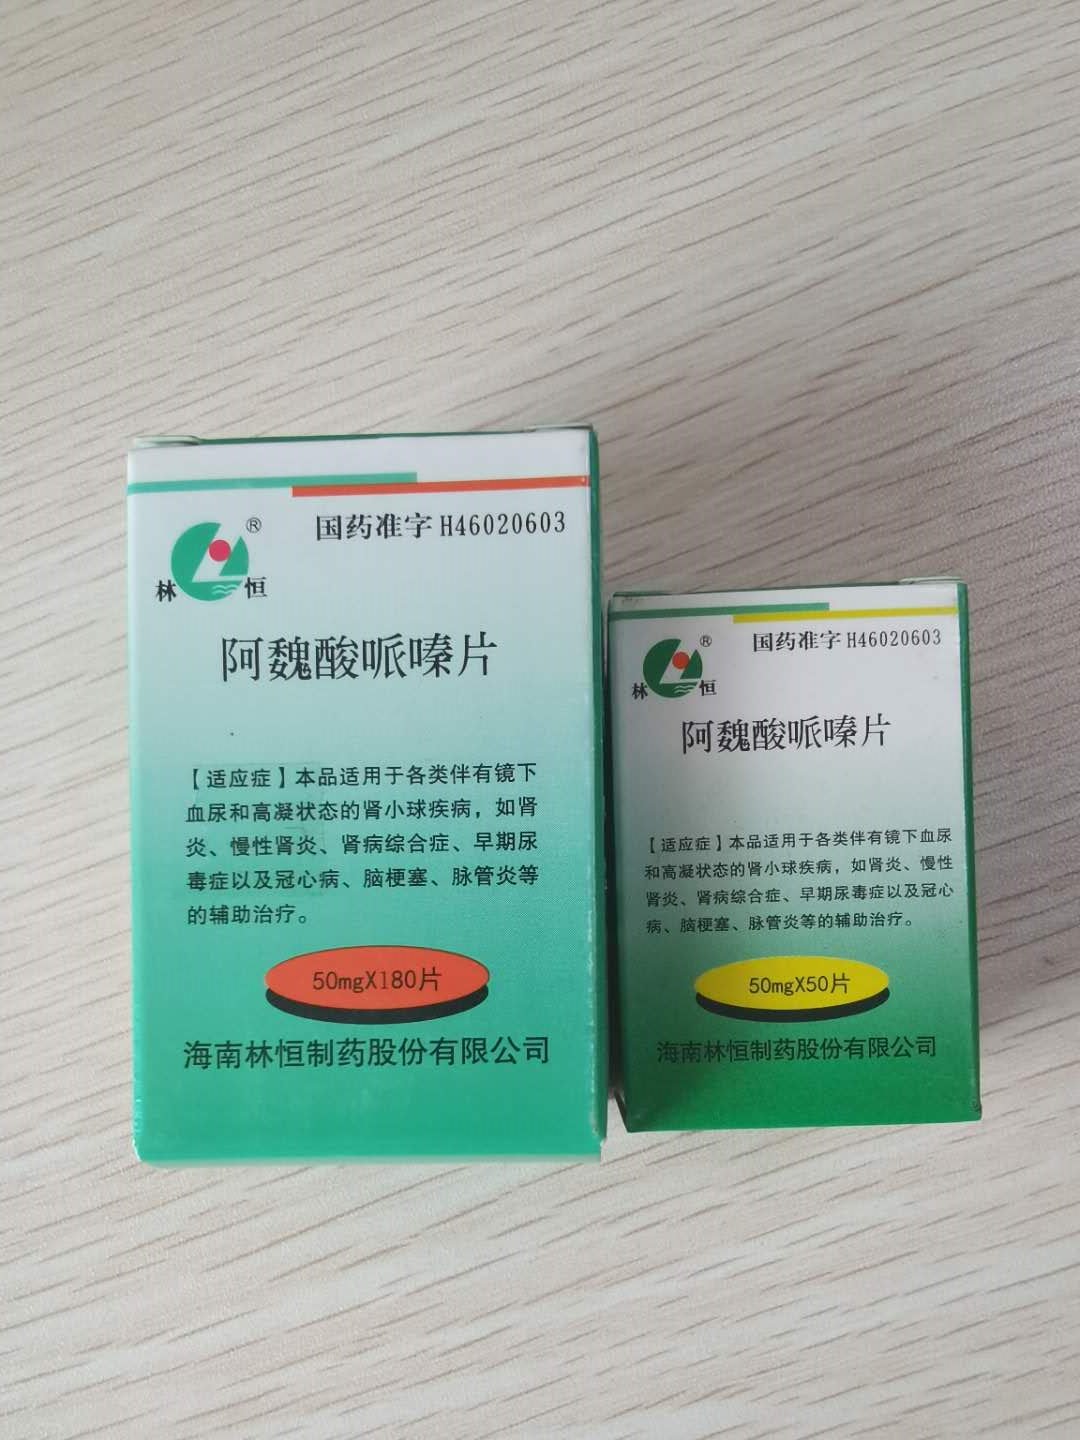 国药准字 H46020603
®
林 恒
阿魏酸哌嗪片
【适应症】本品适用于各类伴有镜下
血尿和高凝状态的肾小球疾病，如肾
炎、慢性肾炎、肾病综合症、早期尿
毒症以及冠心病、脑梗塞、脉管炎等
的辅助治疗。
50mgX180片
海南林恒制药股份有限公司
国药准字 H46020603
®
林 恒
阿魏酸哌嗪片
【适应症】本品适用于各类伴有镜下血尿
和高凝状态的肾小球疾病，如肾炎、慢性
肾炎、肾病综合症、早期尿毒症以及冠心
病、脑梗塞、脉管炎等的辅助治疗。
50mgX50片
海南林恒制药股份有限公司